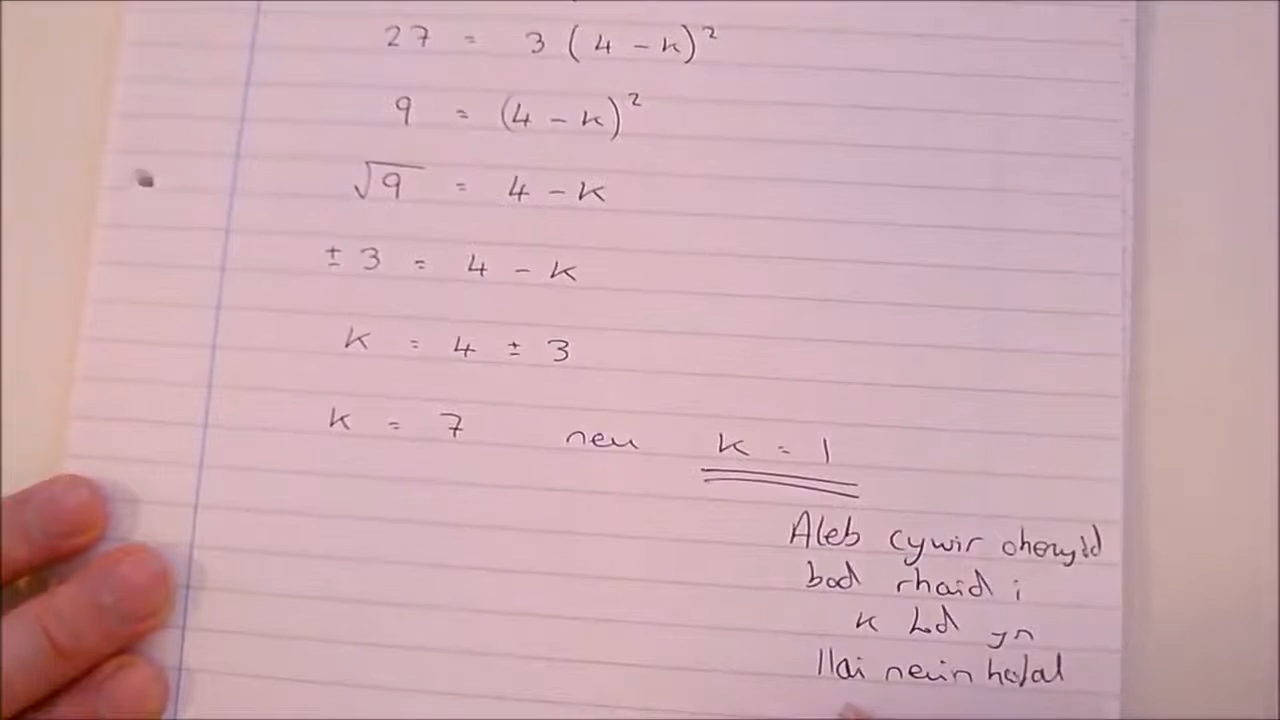 27 = 3 (4 - k)²
9 = (4 - k)²
√9 = 4 - k
± 3 = 4 - k
k = 4 ± 3
k = 7 neu k = 1
Ateb cywir oherwydd
bod rhaid i
k fod yn
llai neu'n hafal